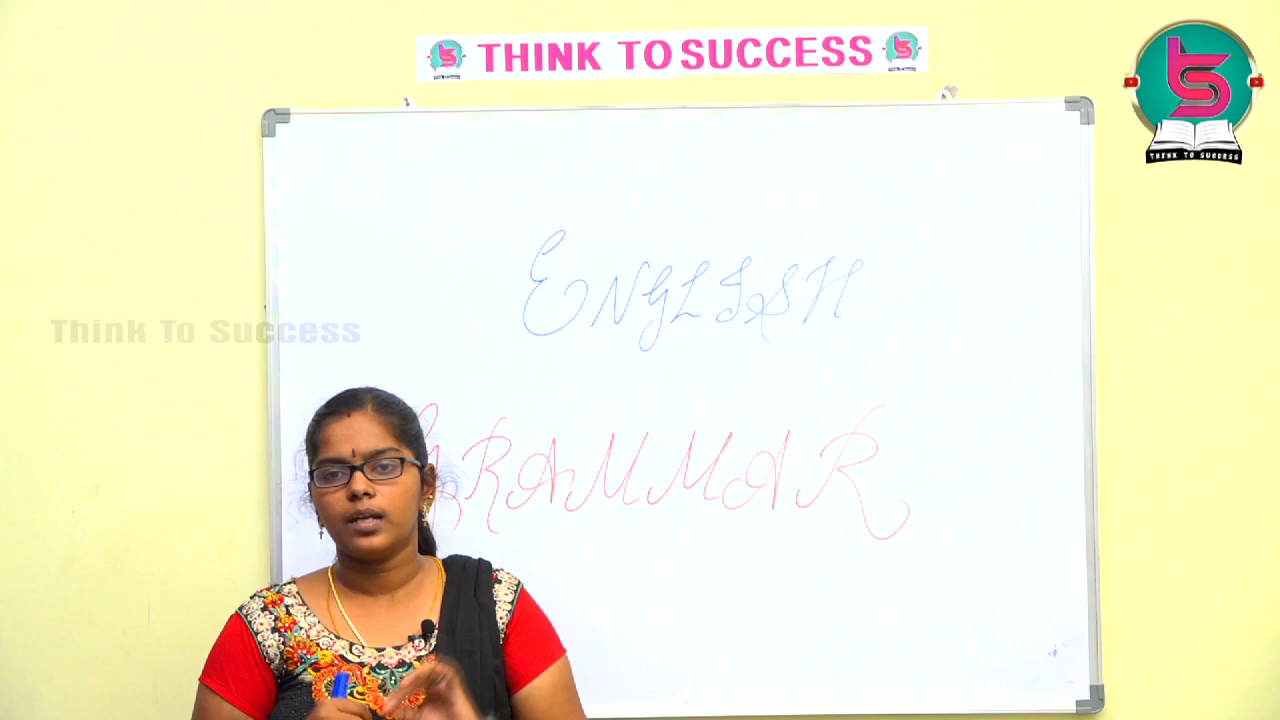 THINK TO SUCCESS
THINK TO SUCCESS
ENGLISH
Think To Success
GRAMMAR